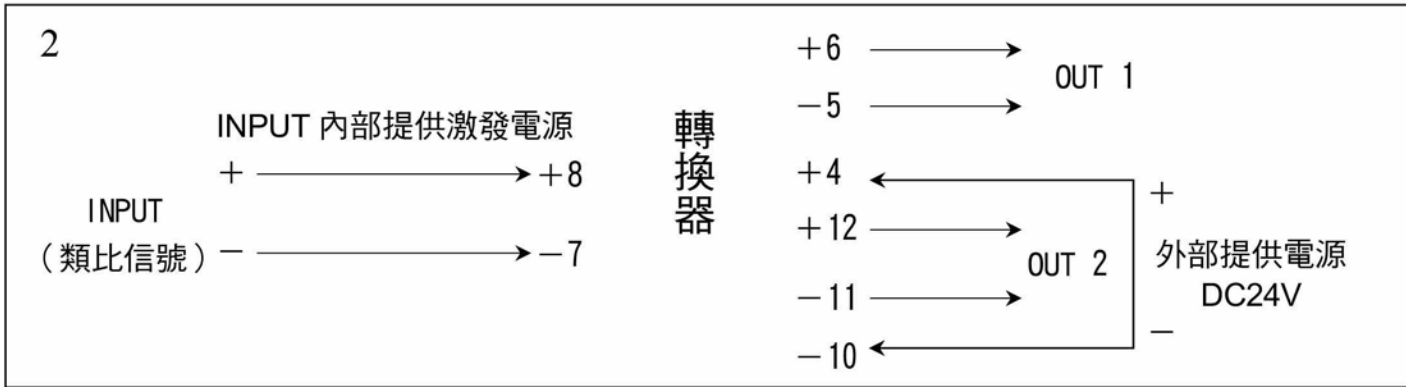 2
INPUT 內部提供激發電源
+ +8
INPUT
(類比信號) － －7
轉換器
+6
OUT 1
－5
+4
+
+12
OUT 2
外部提供電源
DC24V
－11
－
－10